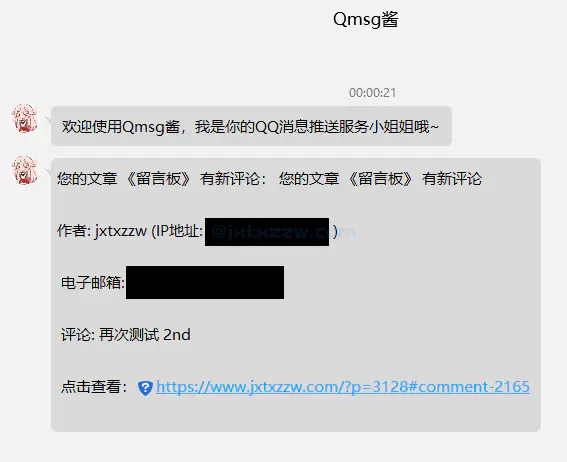 Qmsg酱
00:00:21
欢迎使用Qmsg酱，我是你的QQ消息推送服务小姐姐哦~
您的文章 《留言板》 有新评论： 您的文章 《留言板》 有新评论
作者: jxtxzzw (IP地址: @jxtxzzw.com )
电子邮箱:
评论: 再次测试 2nd
点击查看： https://www.jxtxzzw.com/?p=3128#comment-2165